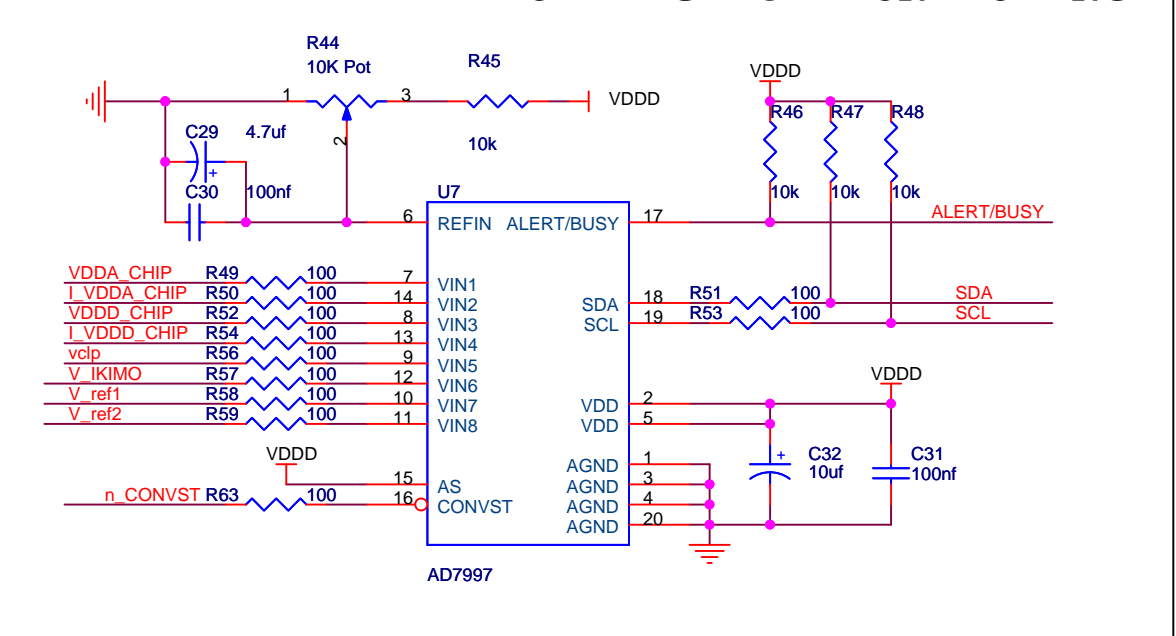 R44
10K Pot
R45
1
3
VDDD
VDDD
10k
2
C29
4.7uf
+
C30
100nf
R46
R47
R48
10k
10k
10k
U7
6
REFIN
ALERT/BUSY
17
ALERT/BUSY
VDDA_CHIP
R49
100
7
VIN1
I_VDDA_CHIP
R50
100
14
VIN2
VDDD_CHIP
R52
100
8
VIN3
I_VDDD_CHIP
R54
100
13
VIN4
vclp
R56
100
9
VIN5
V_IKIMO
R57
100
12
VIN6
V_ref1
R58
100
10
VIN7
V_ref2
R59
100
11
VIN8
SDA
18
R51
100
SDA
SCL
19
R53
100
SCL
VDDD
VDD
2
VDD
5
+
C32
10uf
C31
100nf
VDDD
15
AS
n_CONVST
R63
100
16
CONVST
AGND
1
AGND
3
AGND
4
AGND
20
AD7997